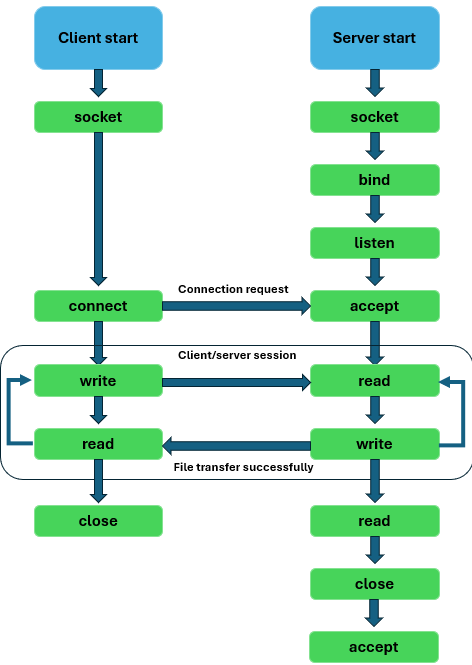 Client start
Server start
socket
socket
bind
listen
Connection request
connect
accept
Client/server session
write
read
read
write
File transfer successfully
close
read
close
accept